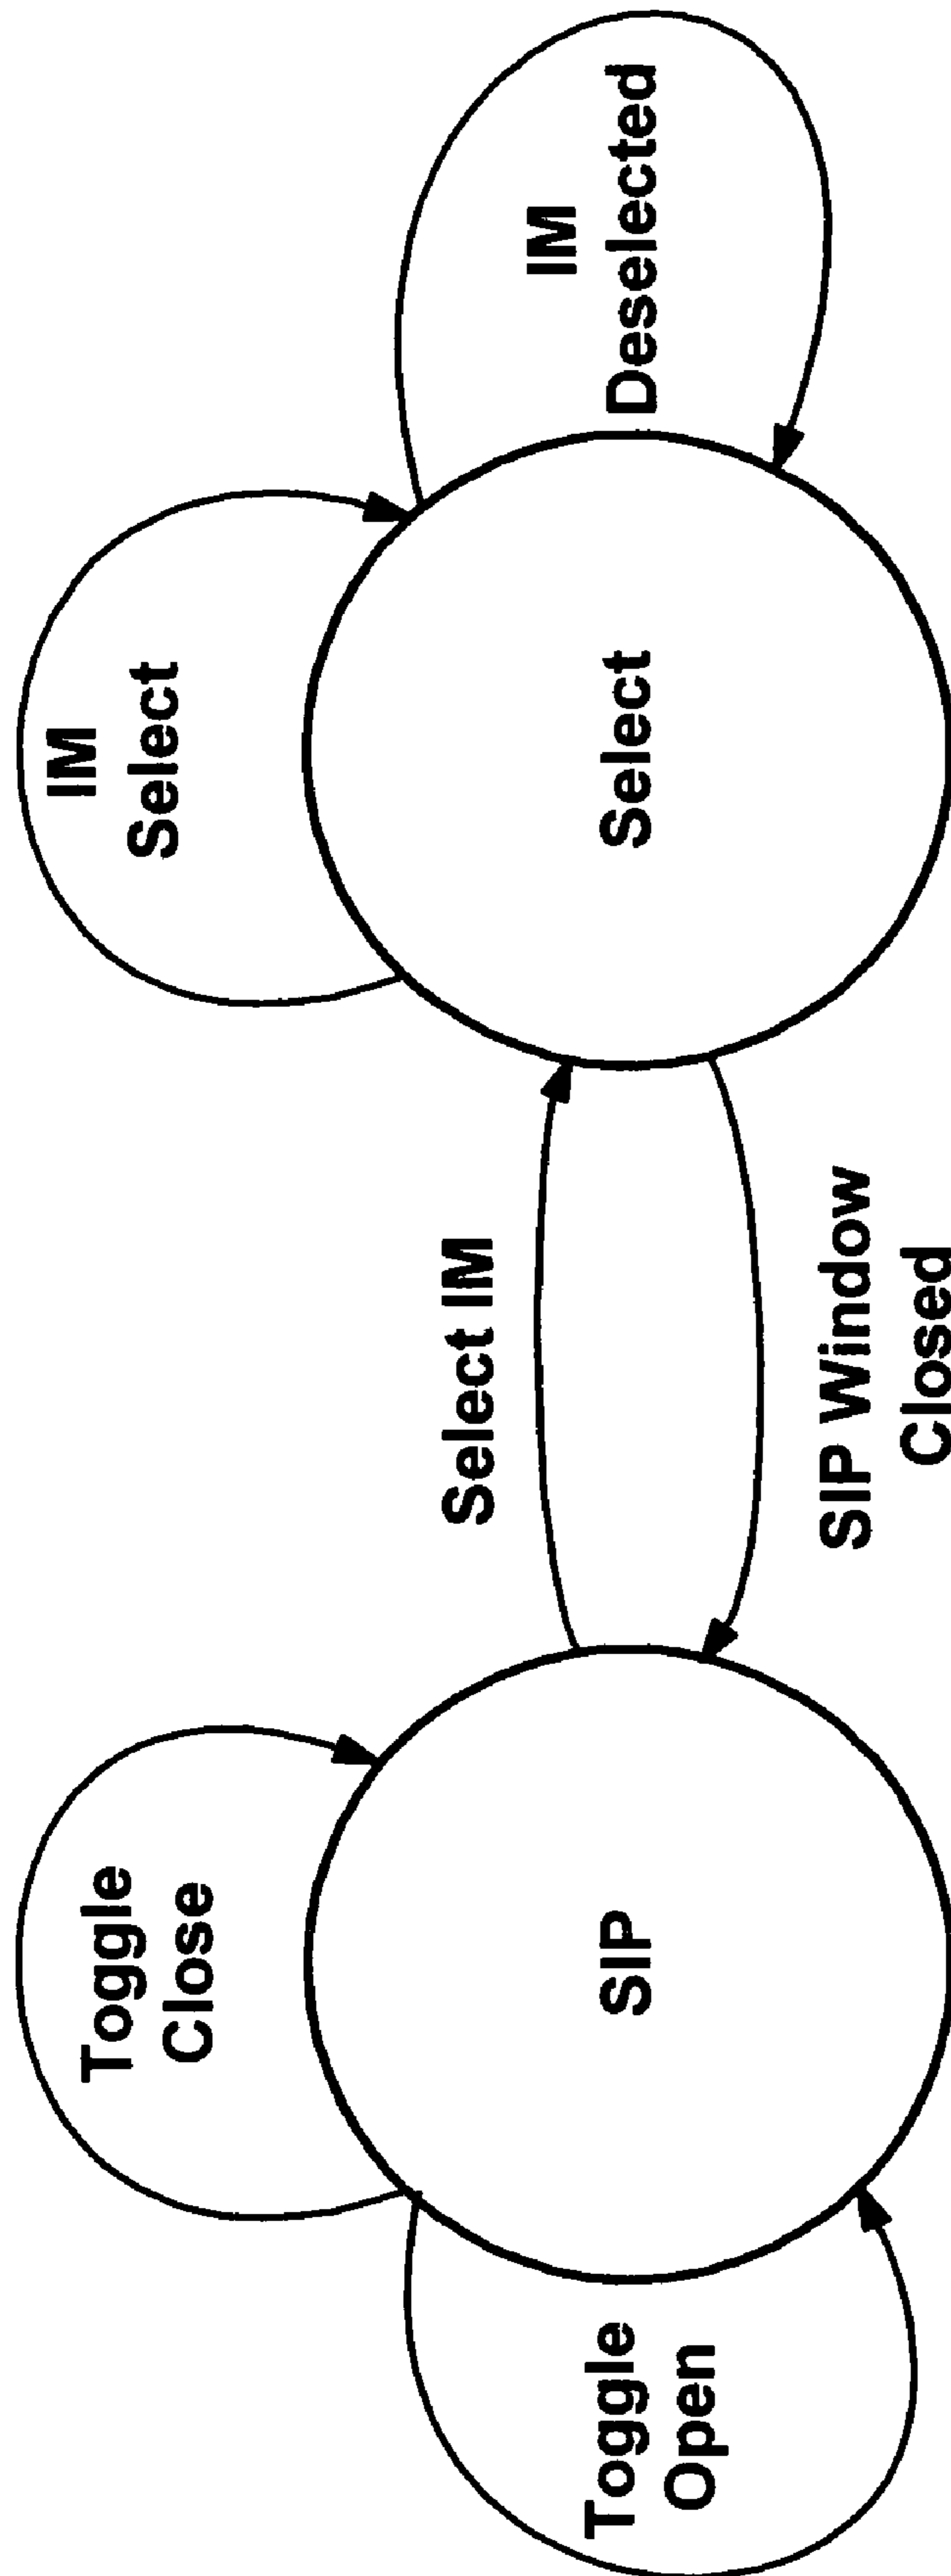 Toggle
Open
Toggle
Close
SIP
Select IM
SIP Window
Closed
IM
Select
Select
IM
Deselected